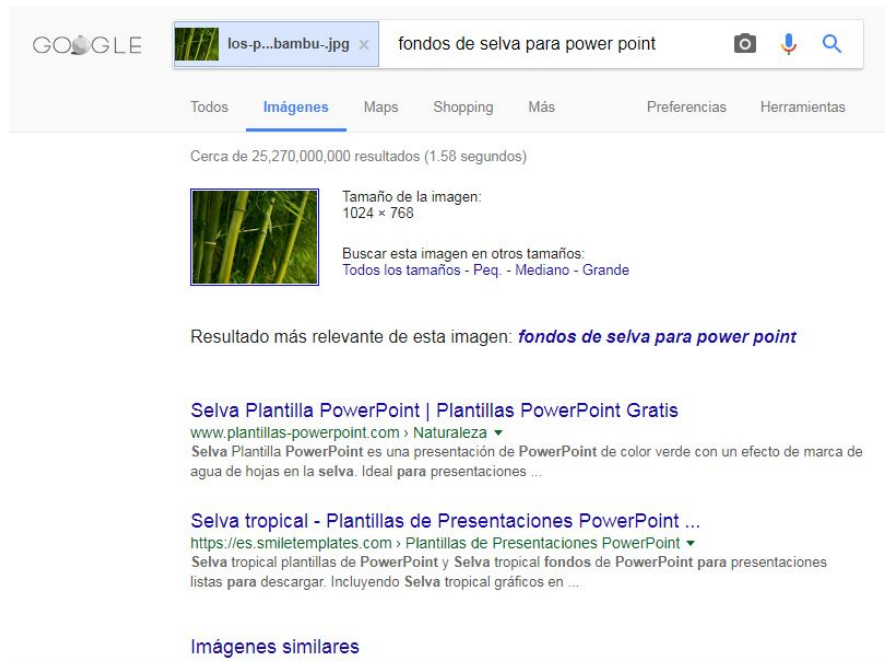 GOOGLE
los-p...bambu-.jpg × fondos de selva para power point
Todos Imágenes Maps Shopping Más Preferencias Herramientas
Cerca de 25,270,000,000 resultados (1.58 segundos)
Tamaño de la imagen:
1024 × 768
Buscar esta imagen en otros tamaños:
Todos los tamaños - Peq. - Mediano - Grande
Resultado más relevante de esta imagen: fondos de selva para power point
Selva Plantilla PowerPoint | Plantillas PowerPoint Gratis
www.plantillas-powerpoint.com › Naturaleza ▼
Selva Plantilla PowerPoint es una presentación de PowerPoint de color verde con un efecto de marca de
agua de hojas en la selva. Ideal para presentaciones ...
Selva tropical - Plantillas de Presentaciones PowerPoint ...
https://es.smiletemplates.com › Plantillas de Presentaciones PowerPoint ▼
Selva tropical plantillas de PowerPoint y Selva tropical fondos de PowerPoint para presentaciones
listas para descargar. Incluyendo Selva tropical gráficos en ...
Imágenes similares